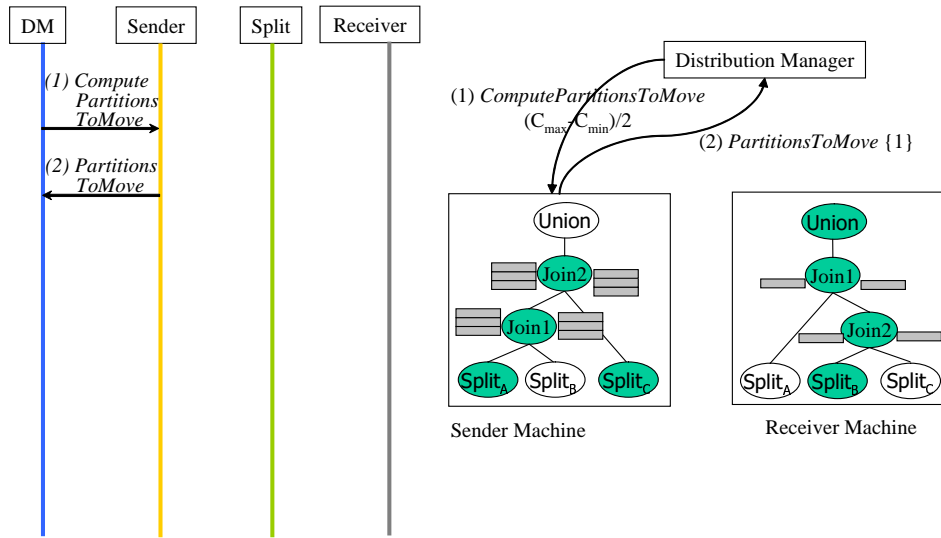 DM
Sender
Split
Receiver
(1) Compute
Partitions
ToMove
(2) Partitions
ToMove
Distribution Manager
(1) ComputePartitionsToMove
(Cmax-Cmin)/2
(2) PartitionsToMove {1}
Union
Join2
Join1
SplitA
SplitB
SplitC
Sender Machine
Union
Join1
Join2
SplitA
SplitB
SplitC
Receiver Machine